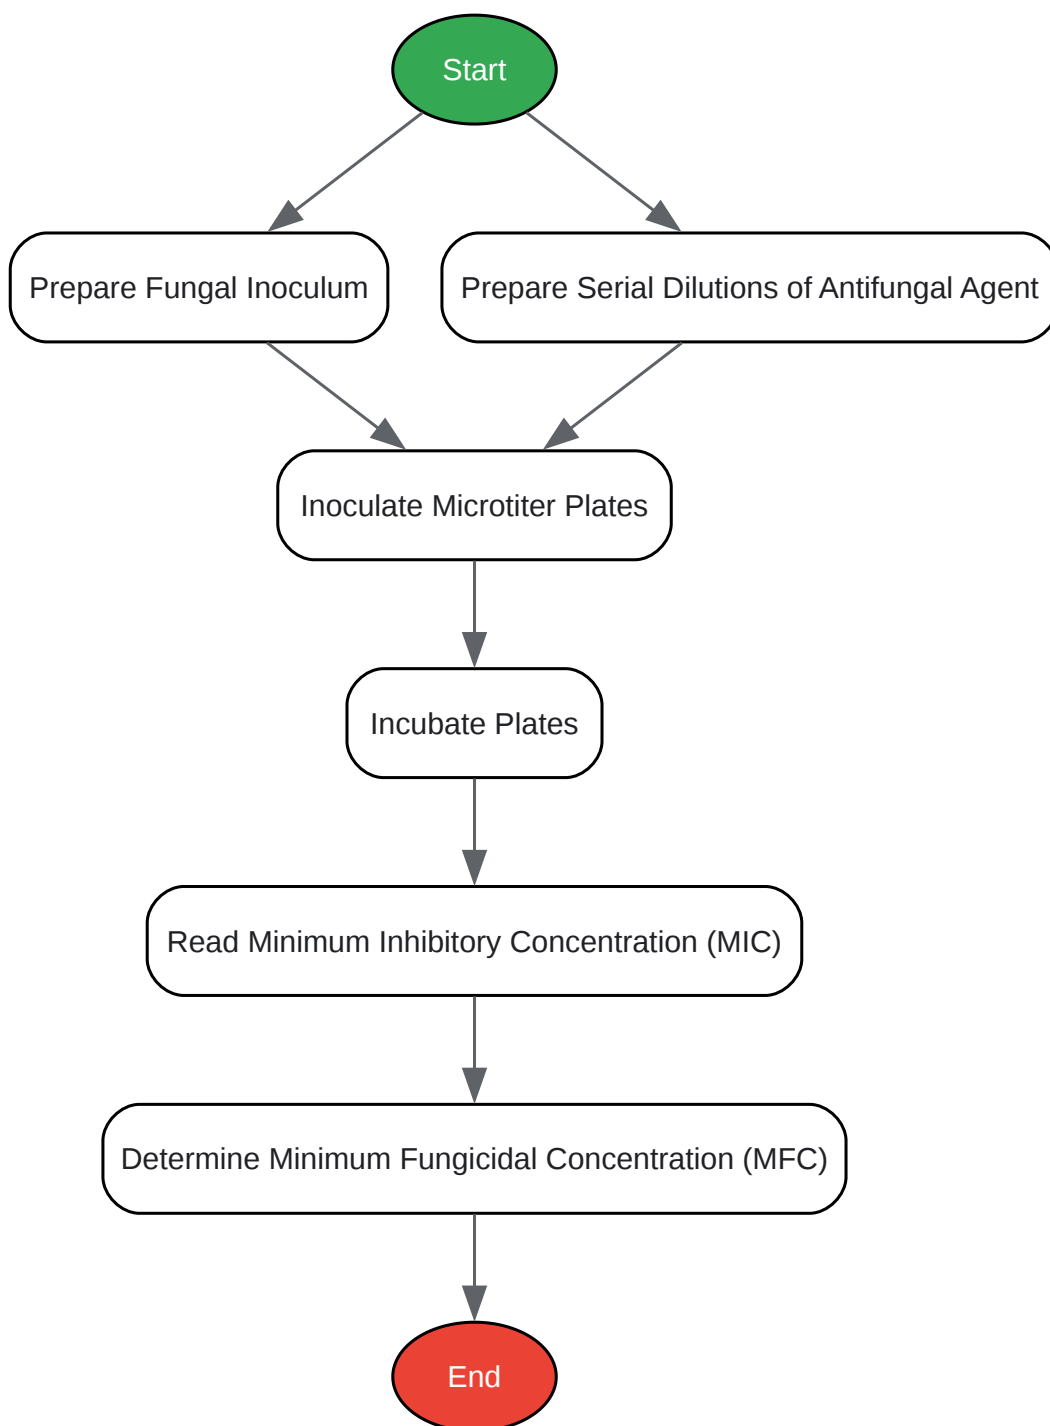 Start
Prepare Fungal Inoculum
Prepare Serial Dilutions of Antifungal Agent
Inoculate Microtiter Plates
Incubate Plates
Read Minimum Inhibitory Concentration (MIC)
Determine Minimum Fungicidal Concentration (MFC)
End